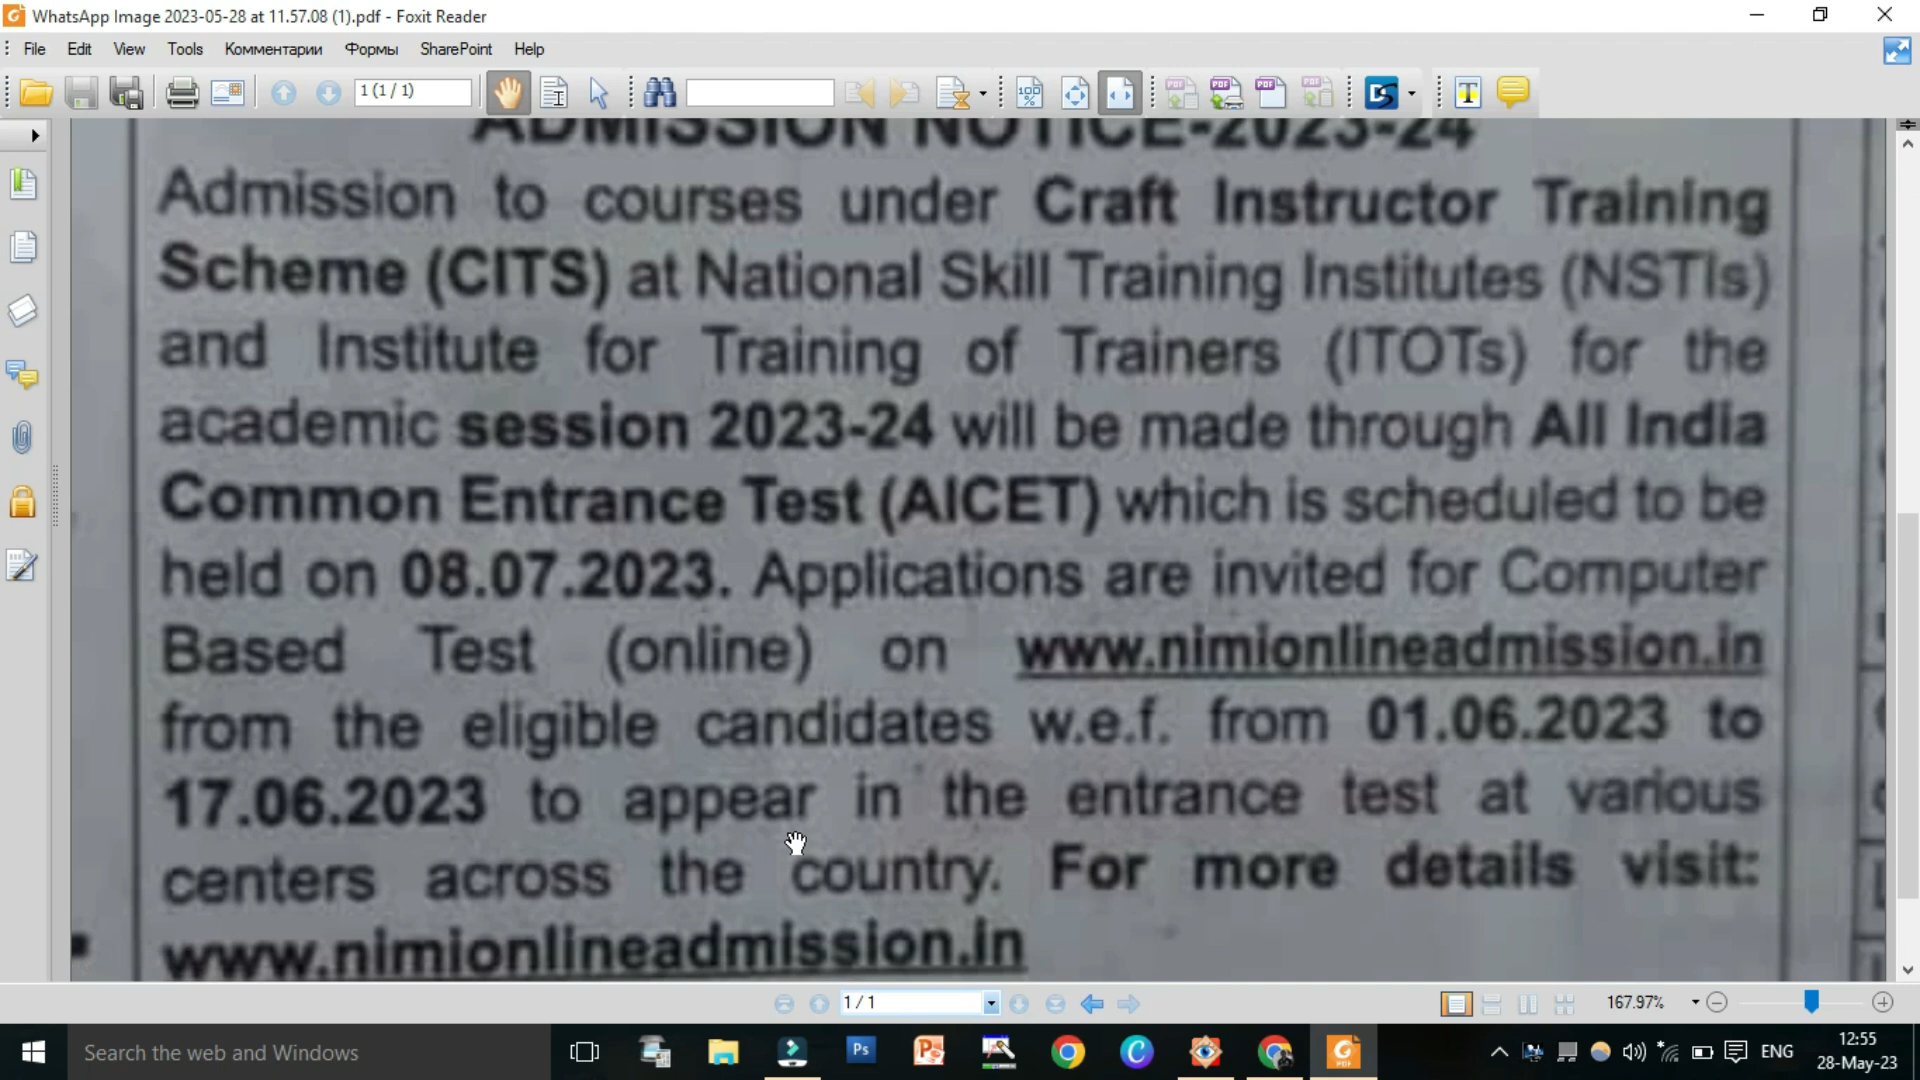 WhatsApp Image 2023-05-28 at 11.57.08 (1).pdf - Foxit Reader
File Edit View Tools Комментарии Формы SharePoint Help
1 (1 / 1)
ADMISSION NOTICE-2023-24
Admission to courses under Craft Instructor Training
Scheme (CITS) at National Skill Training Institutes (NSTIs)
and Institute for Training of Trainers (ITOTs) for the
academic session 2023-24 will be made through All India
Common Entrance Test (AICET) which is scheduled to be
held on 08.07.2023. Applications are invited for Computer
Based Test (online) on www.nimionlineadmission.in
from the eligible candidates w.e.f. from 01.06.2023 to
17.06.2023 to appear in the entrance test at various
centers across the country. For more details visit:
www.nimionlineadmission.in
1 / 1
167.97%
Search the web and Windows
Ps
ENG
12:55
28-May-23